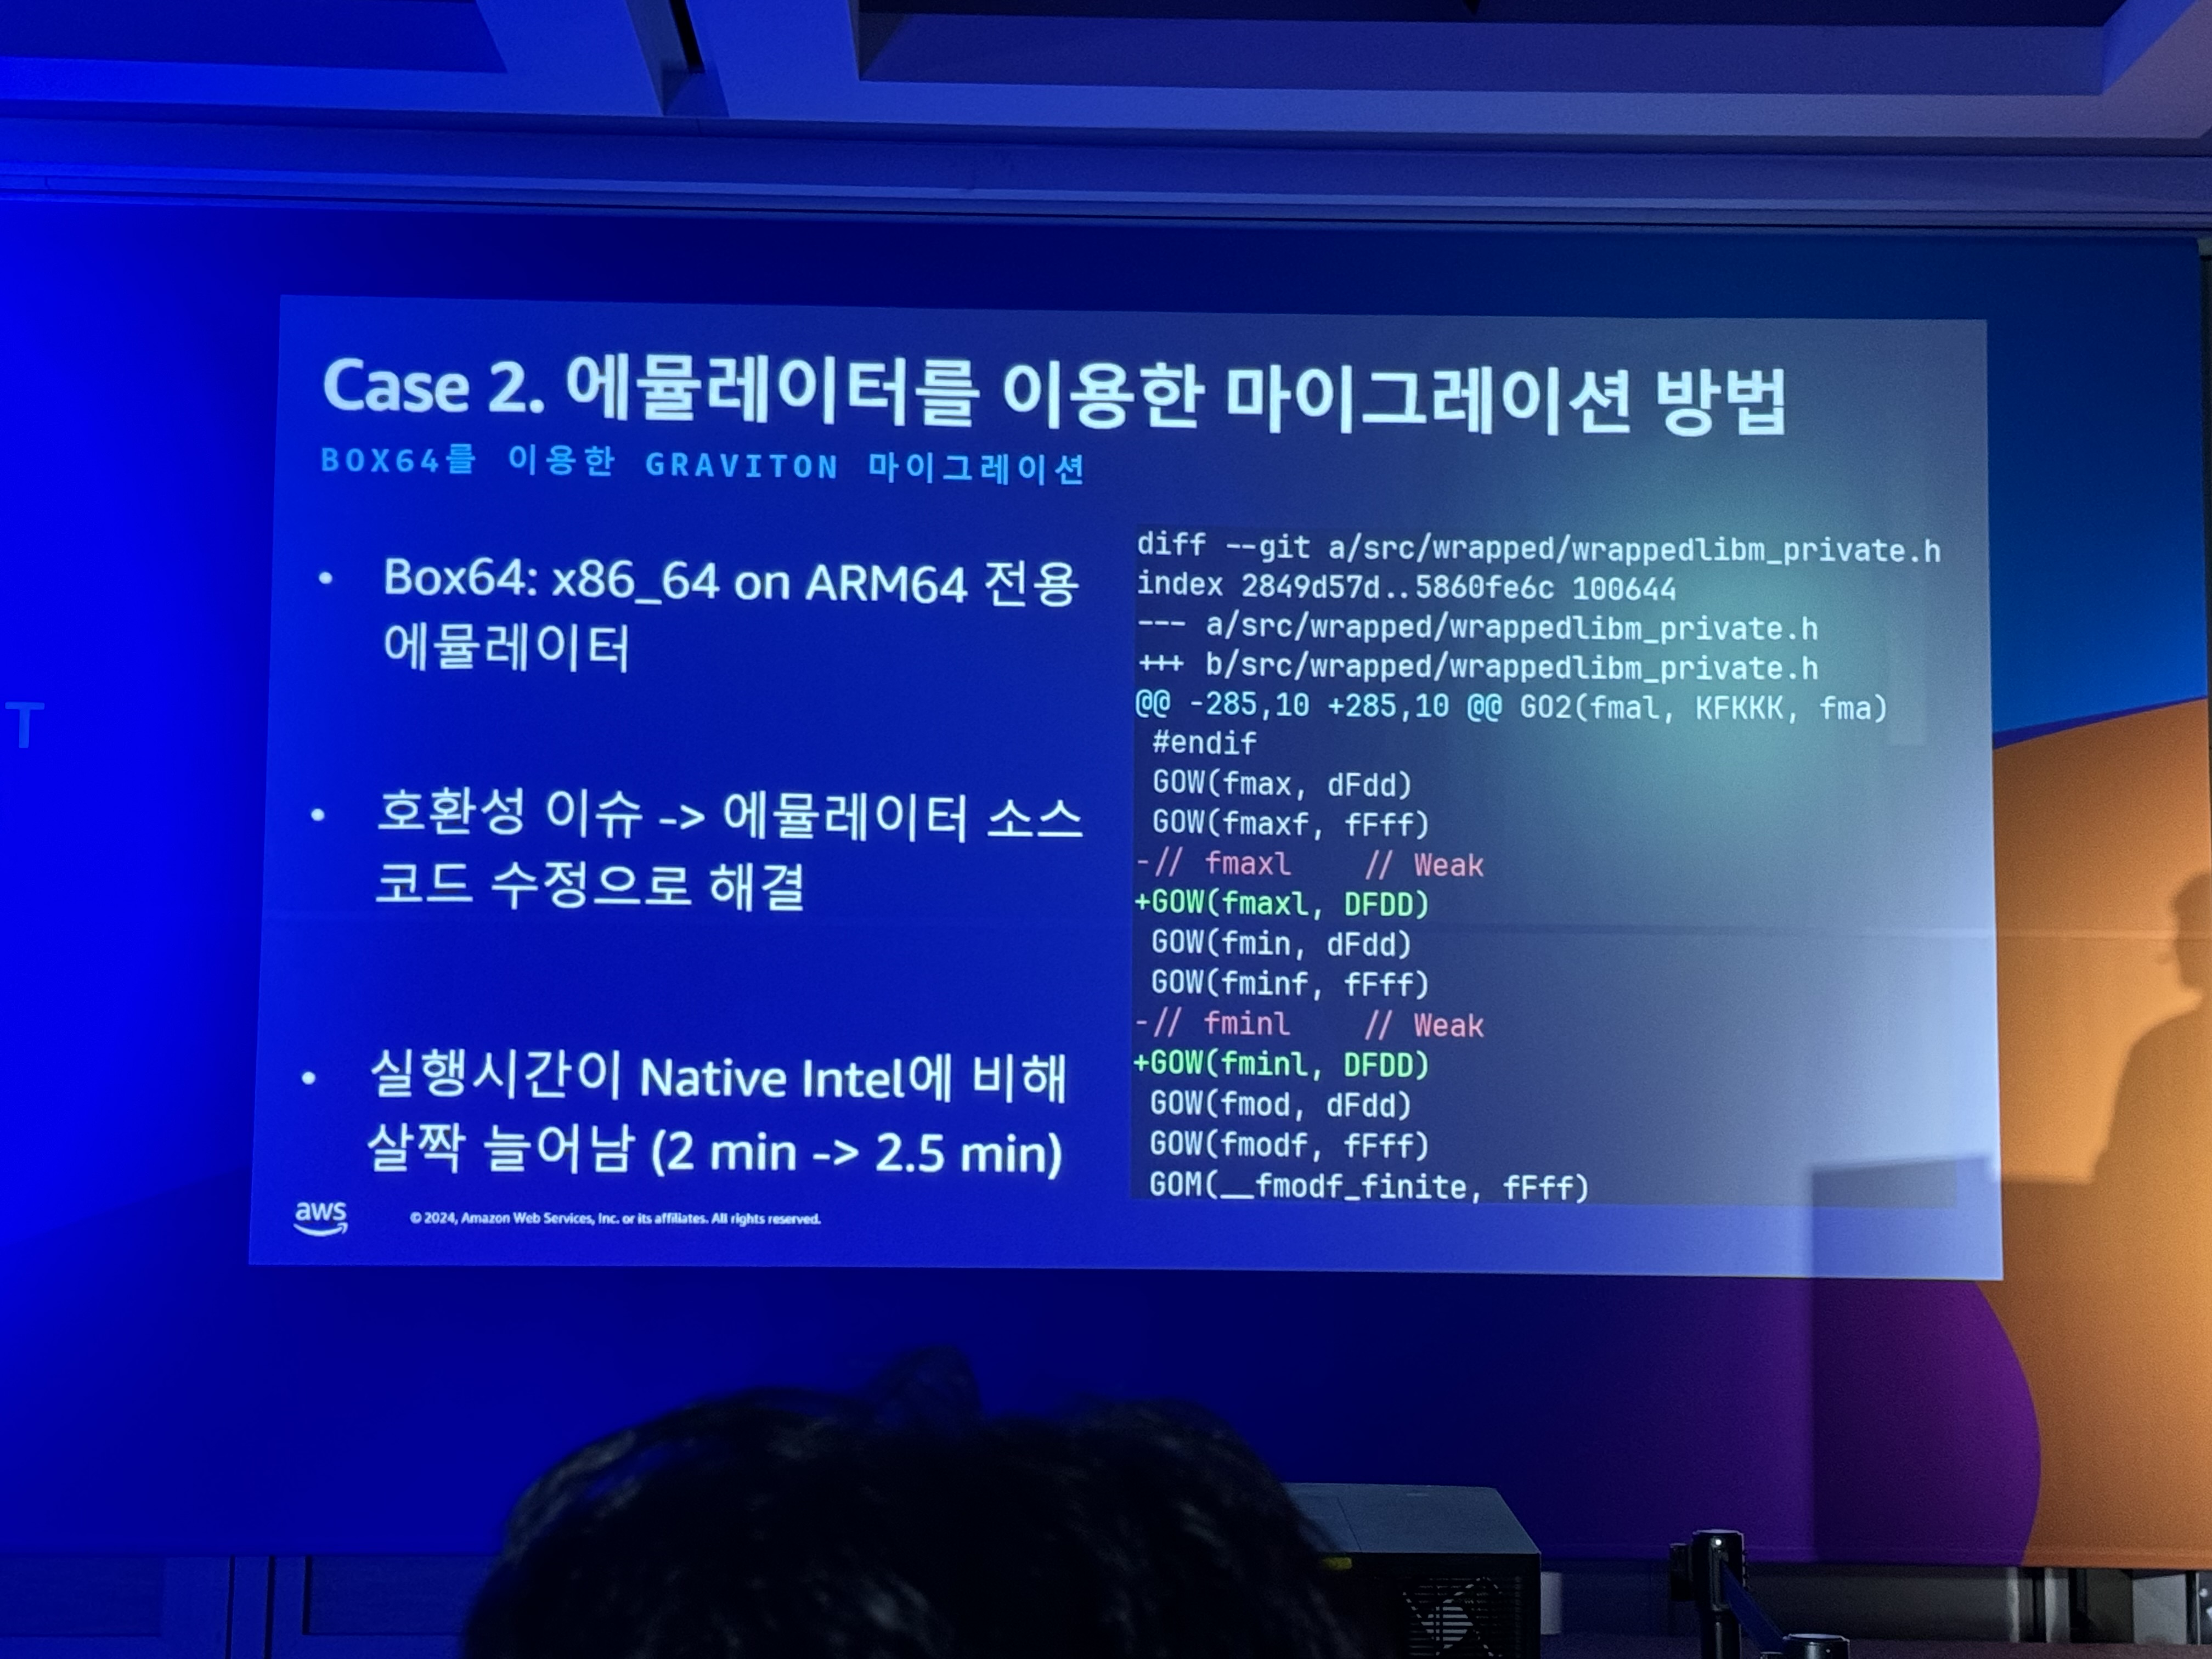 Case 2. 에뮬레이터를 이용한 마이그레이션 방법
BOX64를 이용한 GRAVITON 마이그레이션
• Box64: x86_64 on ARM64 전용
에뮬레이터
• 호환성 이슈 -> 에뮬레이터 소스
코드 수정으로 해결
• 실행시간이 Native Intel에 비해
살짝 늘어남 (2 min -> 2.5 min)
diff --git a/src/wrapped/wrappedlibm_private.h
index 2849d57d..5860fe6c 100644
--- a/src/wrapped/wrappedlibm_private.h
+++ b/src/wrapped/wrappedlibm_private.h
@@ -285,10 +285,10 @@ GO2(fmal, KFKKK, fma)
#endif
GOW(fmax, dFdd)
GOW(fmaxf, fFff)
-// fmaxl // Weak
+GOW(fmaxl, DFDD)
GOW(fmin, dFdd)
GOW(fminf, fFff)
-// fminl // Weak
+GOW(fminl, DFDD)
GOW(fmod, dFdd)
GOW(fmodf, fFff)
GOM(__fmodf_finite, fFff)
aws
© 2024, Amazon Web Services, Inc. or its affiliates. All rights reserved.
T